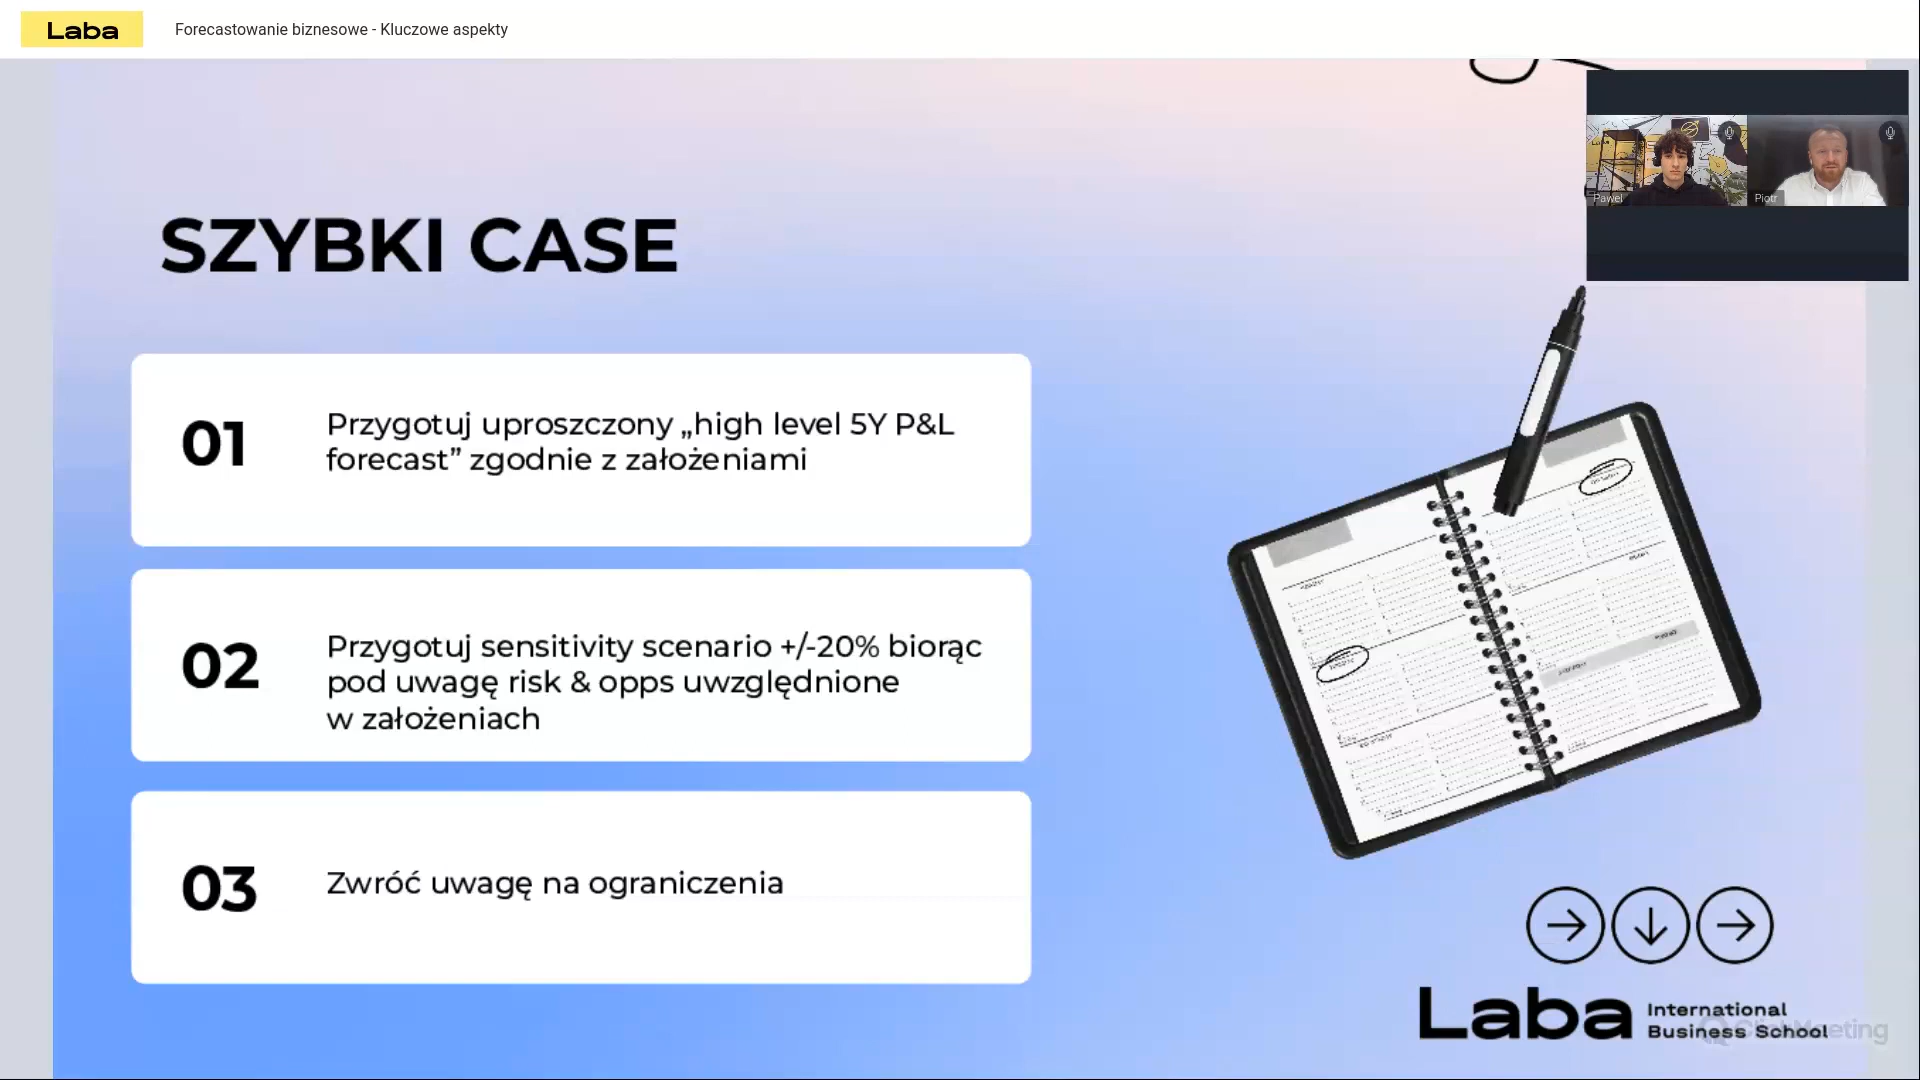 Laba
Forecastowanie biznesowe - Kluczowe aspekty
Paweł
Piotr
SZYBKI CASE
01
Przygotuj uproszczony „high level 5Y P&L
forecast” zgodnie z założeniami
02
Przygotuj sensitivity scenario +/-20% biorąc
pod uwagę risk & opps uwzględnione
w założeniach
03
Zwróć uwagę na ograniczenia
Laba
International
Business School
ClickMeeting